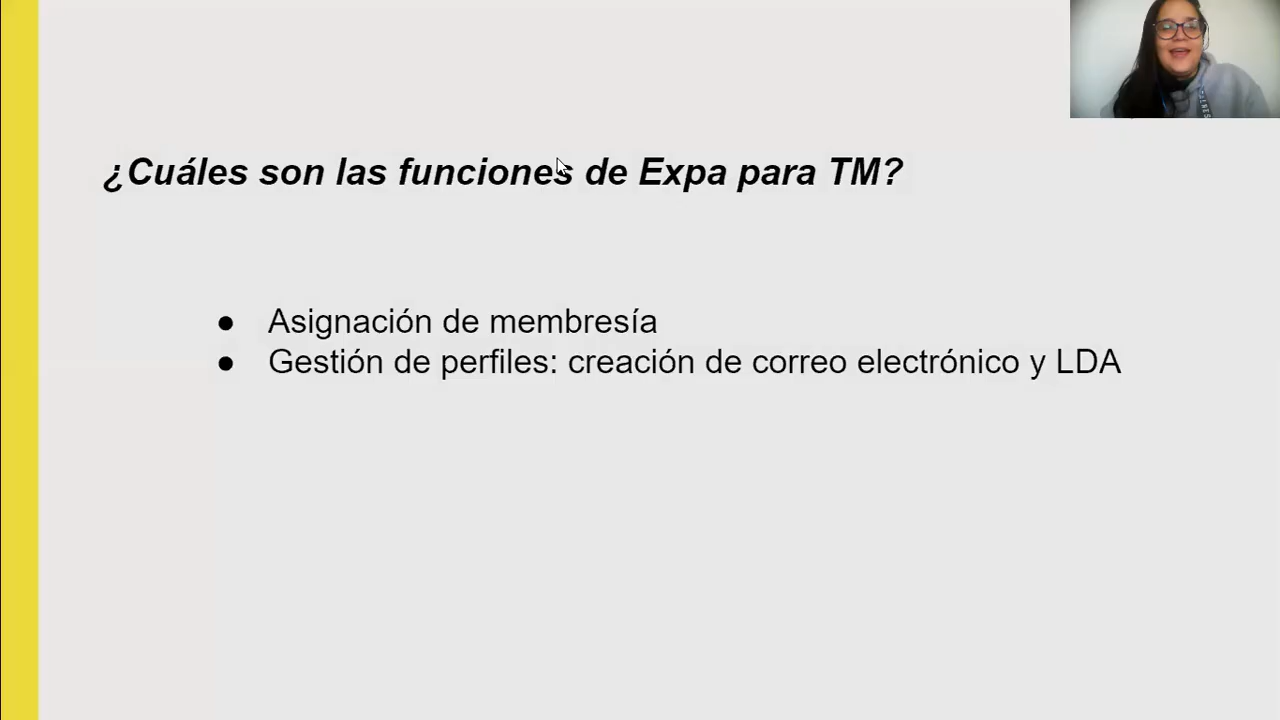 ¿Cuáles son las funciones de Expa para TM?
● Asignación de membresía
● Gestión de perfiles: creación de correo electrónico y LDA